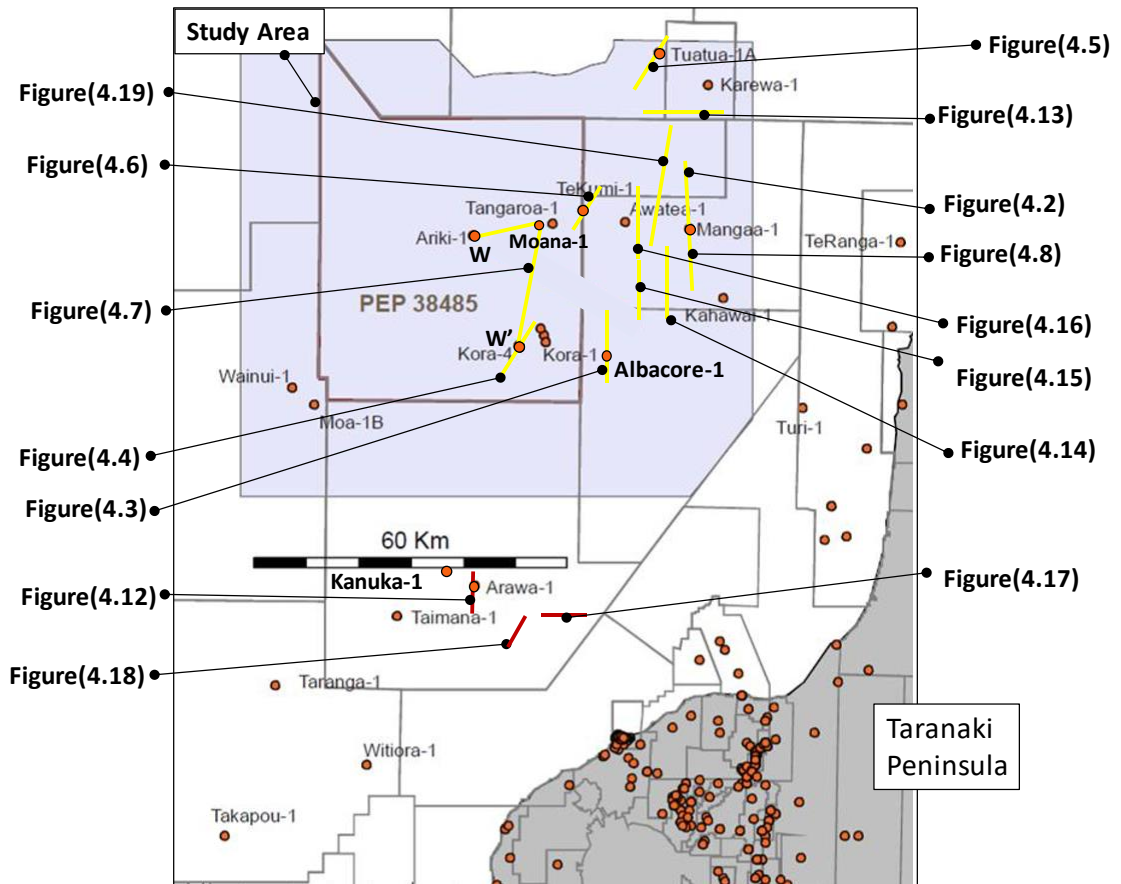 Study Area
Figure(4.5)
Tuatua-1A
Karewa-1
Figure(4.19)
Figure(4.13)
Figure(4.6)
TeKumi-1
Figure(4.2)
Tangaroa-1
Awatea-1
Ariki-1
Moana-1
Mangaa-1
TeRanga-1
W
Figure(4.8)
PEP 38485
Figure(4.7)
Kahawai-1
Figure(4.16)
W'
Kora-4
Kora-1
Albacore-1
Figure(4.15)
Wainui-1
Moa-1B
Turi-1
Figure(4.4)
Figure(4.14)
Figure(4.3)
60 Km
Kanuka-1
Figure(4.17)
Figure(4.12)
Arawa-1
Taimana-1
Figure(4.18)
Taranga-1
Taranaki
Peninsula
Witiora-1
Takapou-1